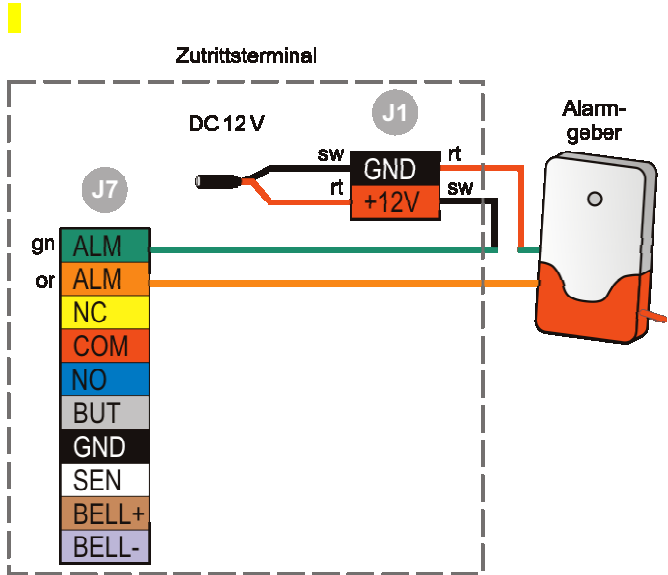 Zutrittsterminal
DC 12 V
J1
Alarm-
geber
sw
GND
rt
rt
+12V
sw
J7
gn
ALM
or
ALM
NC
COM
NO
BUT
GND
SEN
BELL+
BELL-